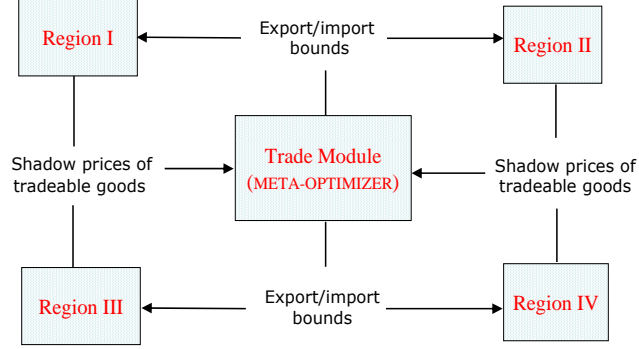 Region I
Export/import
bounds
Region II
Shadow prices of
tradeable goods
Trade Module
(META-OPTIMIZER)
Shadow prices of
tradeable goods
Region III
Export/import
bounds
Region IV